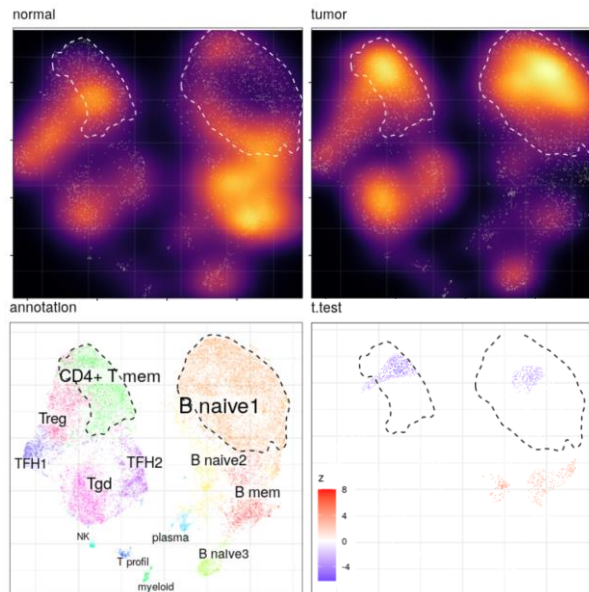 normal
tumor
annotation
t.test
CD4+ T mem
B naive1
Treg
TFH1
TFH2
B naive2
Tgd
B mem
NK
plasma
T profil
B naive3
myeloid
z
8
4
0
-4